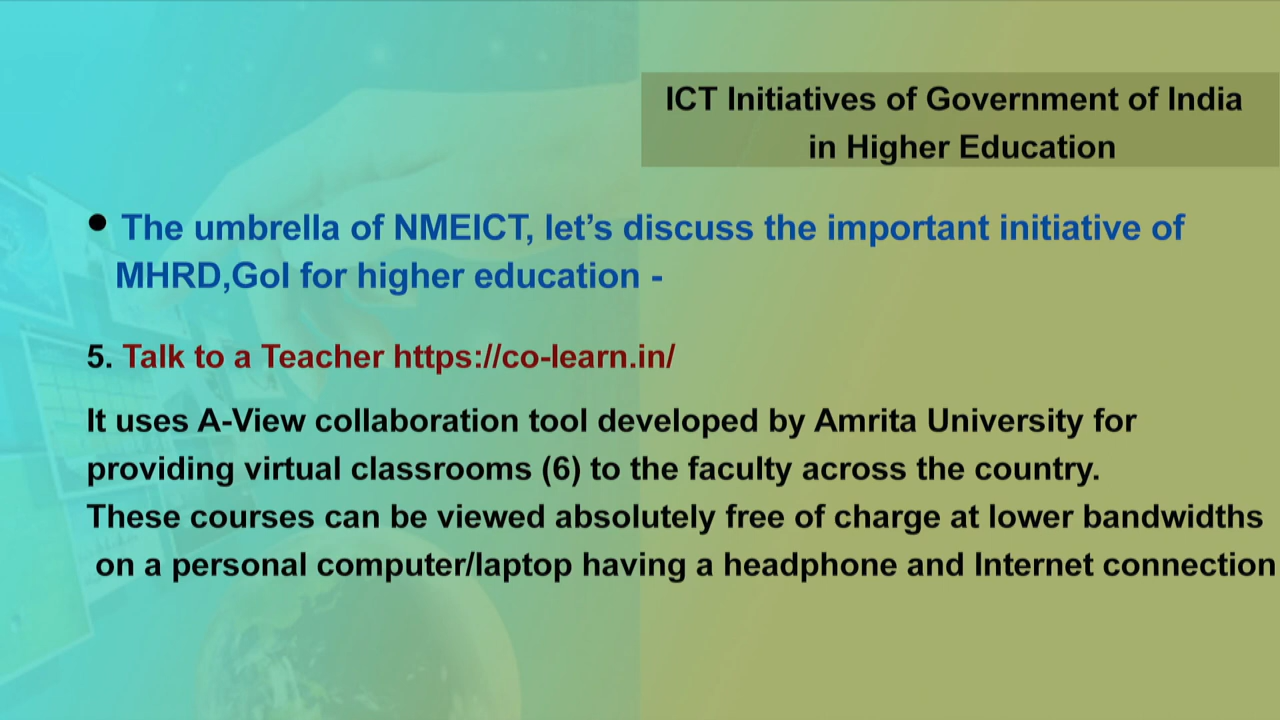 ICT Initiatives of Government of India
in Higher Education
• The umbrella of NMEICT, let’s discuss the important initiative of
MHRD,GoI for higher education -
5. Talk to a Teacher https://co-learn.in/
It uses A-View collaboration tool developed by Amrita University for
providing virtual classrooms (6) to the faculty across the country.
These courses can be viewed absolutely free of charge at lower bandwidths
on a personal computer/laptop having a headphone and Internet connection